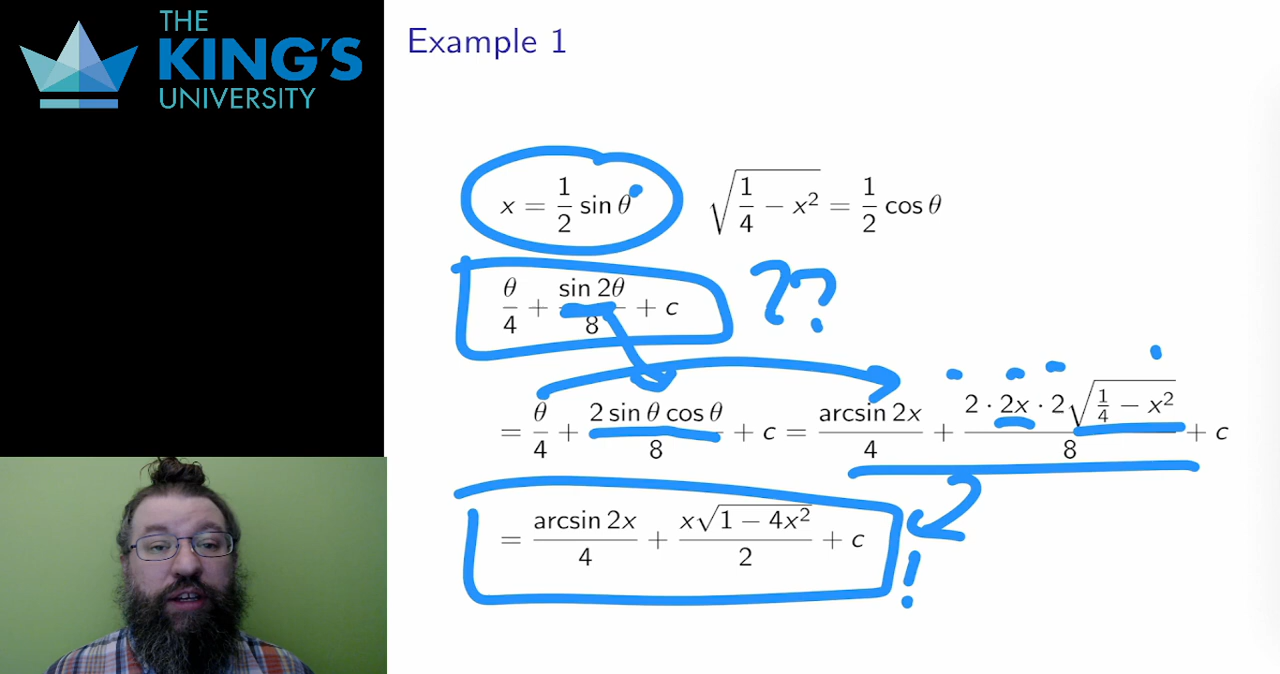 THE
KING'S
UNIVERSITY
Example 1
x = 1/2 sin θ    √(1/4 − x²) = 1/2 cos θ
θ/4 + sin 2θ/8 + c ??
= θ/4 + 2 sin θ cos θ/8 + c = arcsin 2x/4 + 2 · 2x · 2√(1/4 − x²)/8 + c
= arcsin 2x/4 + x√(1 − 4x²)/2 + c !